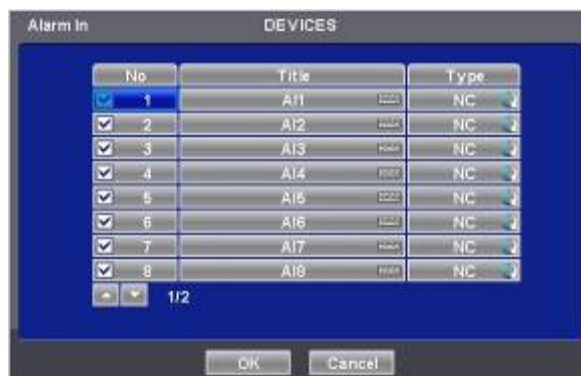 Alarm In DEVICES
No Title Type
1 AI1 NC
2 AI2 NC
3 AI3 NC
4 AI4 NC
5 AI5 NC
6 AI6 NC
7 AI7 NC
8 AI8 NC
1/2
OK Cancel